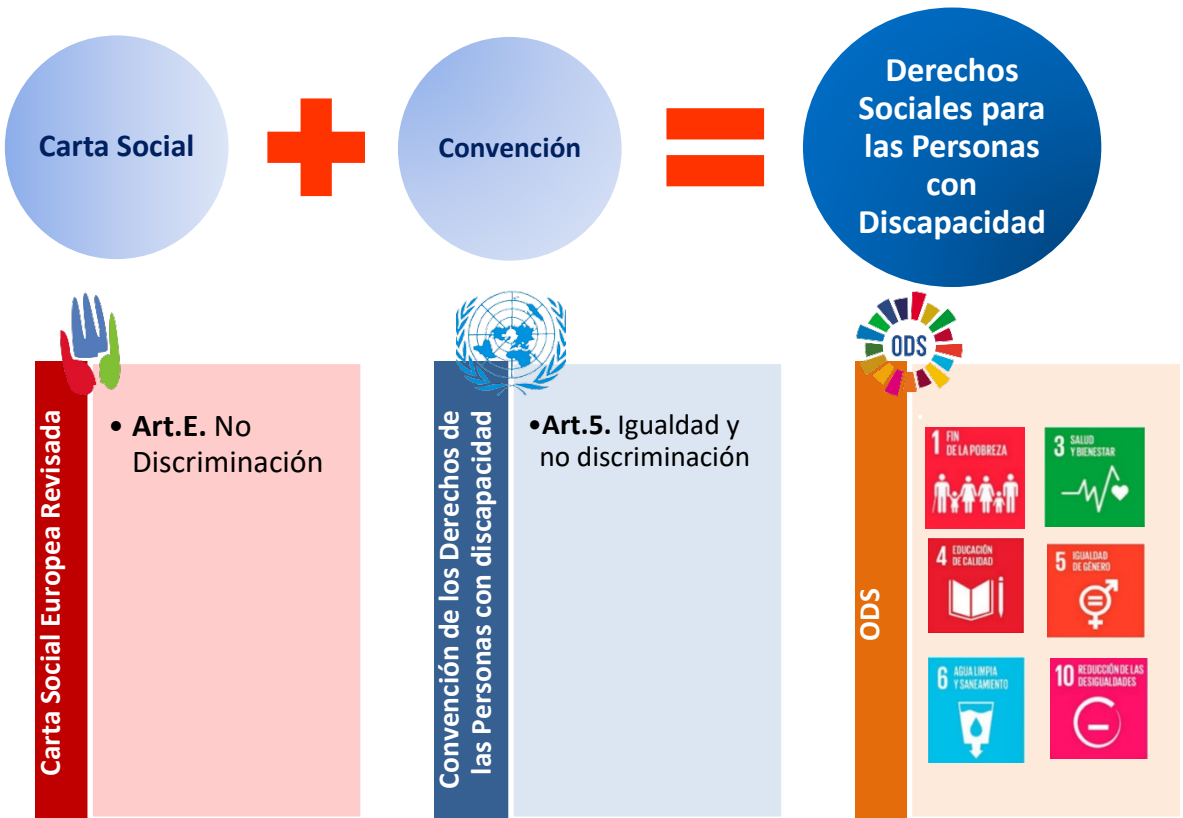 Carta Social
Convención
Derechos
Sociales para
las Personas
con
Discapacidad
Carta Social Europea Revisada
• Art.E. No
Discriminación
Convención de los Derechos de
las Personas con discapacidad
•Art.5. Igualdad y
no discriminación
ODS
ODS
1 FIN
DE LA POBREZA
3 SALUD
Y BIENESTAR
4 EDUCACIÓN
DE CALIDAD
5 IGUALDAD
DE GÉNERO
6 AGUA LIMPIA
Y SANEAMIENTO
10 REDUCCIÓN DE LAS
DESIGUALDADES